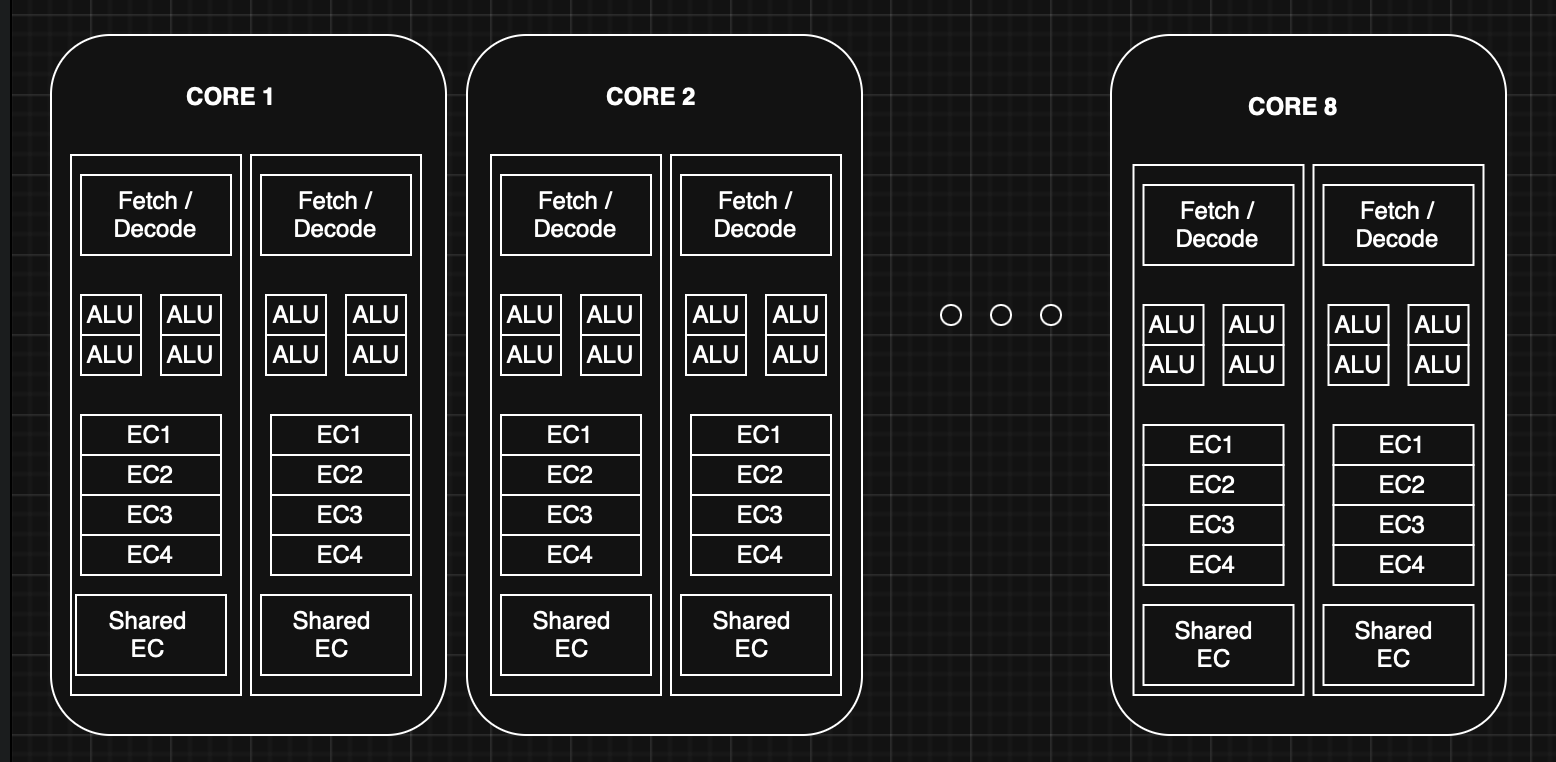 CORE 1
Fetch /
Decode
Fetch /
Decode
ALU ALU ALU ALU
ALU ALU ALU ALU
EC1 EC1
EC2 EC2
EC3 EC3
EC4 EC4
Shared
EC
Shared
EC
CORE 2
Fetch /
Decode
Fetch /
Decode
ALU ALU ALU ALU
ALU ALU ALU ALU
EC1 EC1
EC2 EC2
EC3 EC3
EC4 EC4
Shared
EC
Shared
EC
CORE 8
Fetch /
Decode
Fetch /
Decode
ALU ALU ALU ALU
ALU ALU ALU ALU
EC1 EC1
EC2 EC2
EC3 EC3
EC4 EC4
Shared
EC
Shared
EC